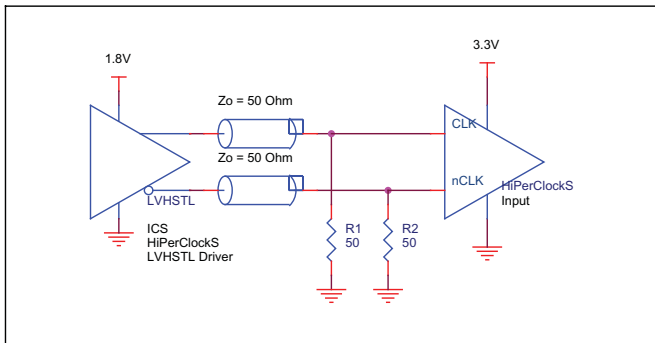 1.8V
3.3V
Zo = 50 Ohm
CLK
Zo = 50 Ohm
nCLK
HiPerClockS
Input
LVHSTL
ICS
HiPerClockS
LVHSTL Driver
R1
50
R2
50